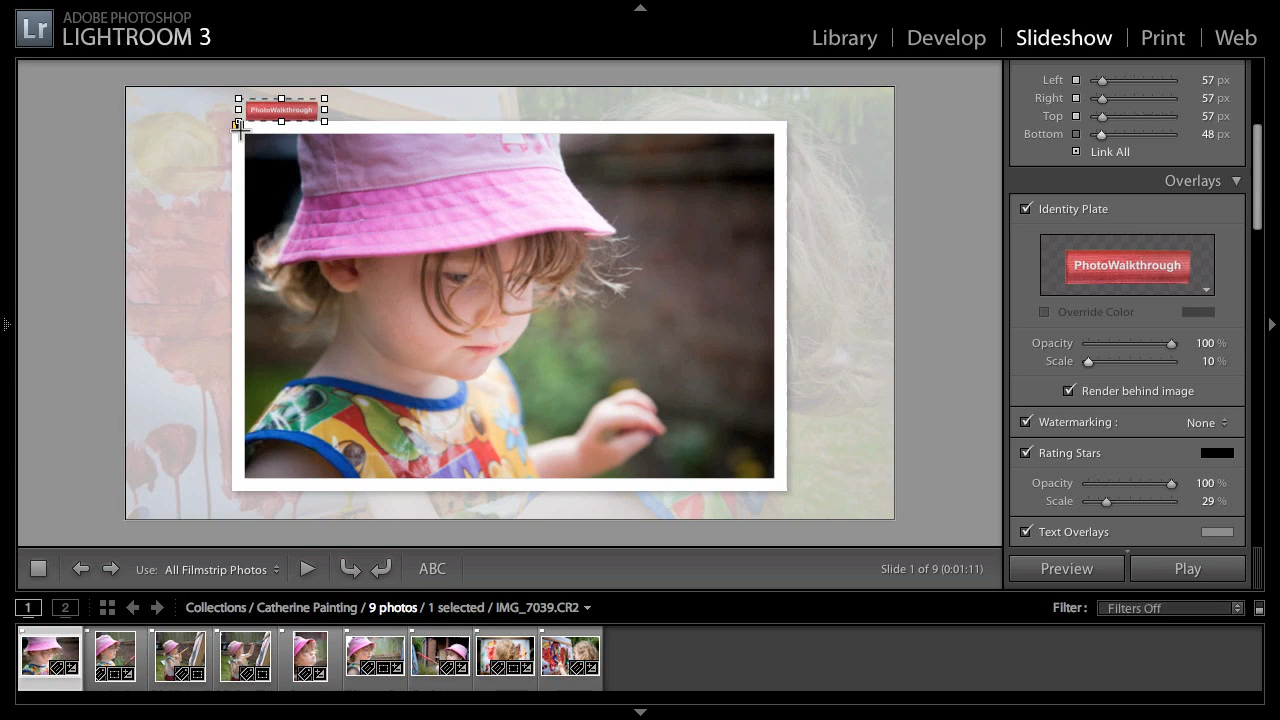 Lr ADOBE PHOTOSHOP
LIGHTROOM 3
Library | Develop | Slideshow | Print | Web
Left 57 px
Right 57 px
Top 57 px
Bottom 48 px
Link All
Overlays
Identity Plate
PhotoWalkthrough
PhotoWalkthrough
Override Color
Opacity 100 %
Scale 10 %
Render behind image
Watermarking : None
Rating Stars
Opacity 100 %
Scale 29 %
Text Overlays
Use: All Filmstrip Photos
ABC
Slide 1 of 9 (0:01:11)
Preview
Play
1 2 Collections / Catherine Painting / 9 photos / 1 selected / IMG_7039.CR2
Filter : Filters Off